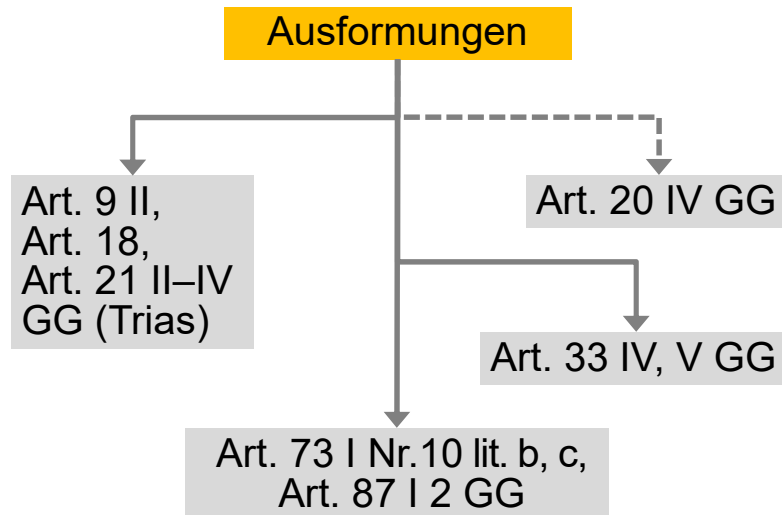 Ausformungen
Art. 9 II,
Art. 18,
Art. 21 II–IV
GG (Trias)
Art. 20 IV GG
Art. 33 IV, V GG
Art. 73 I Nr.10 lit. b, c,
Art. 87 I 2 GG